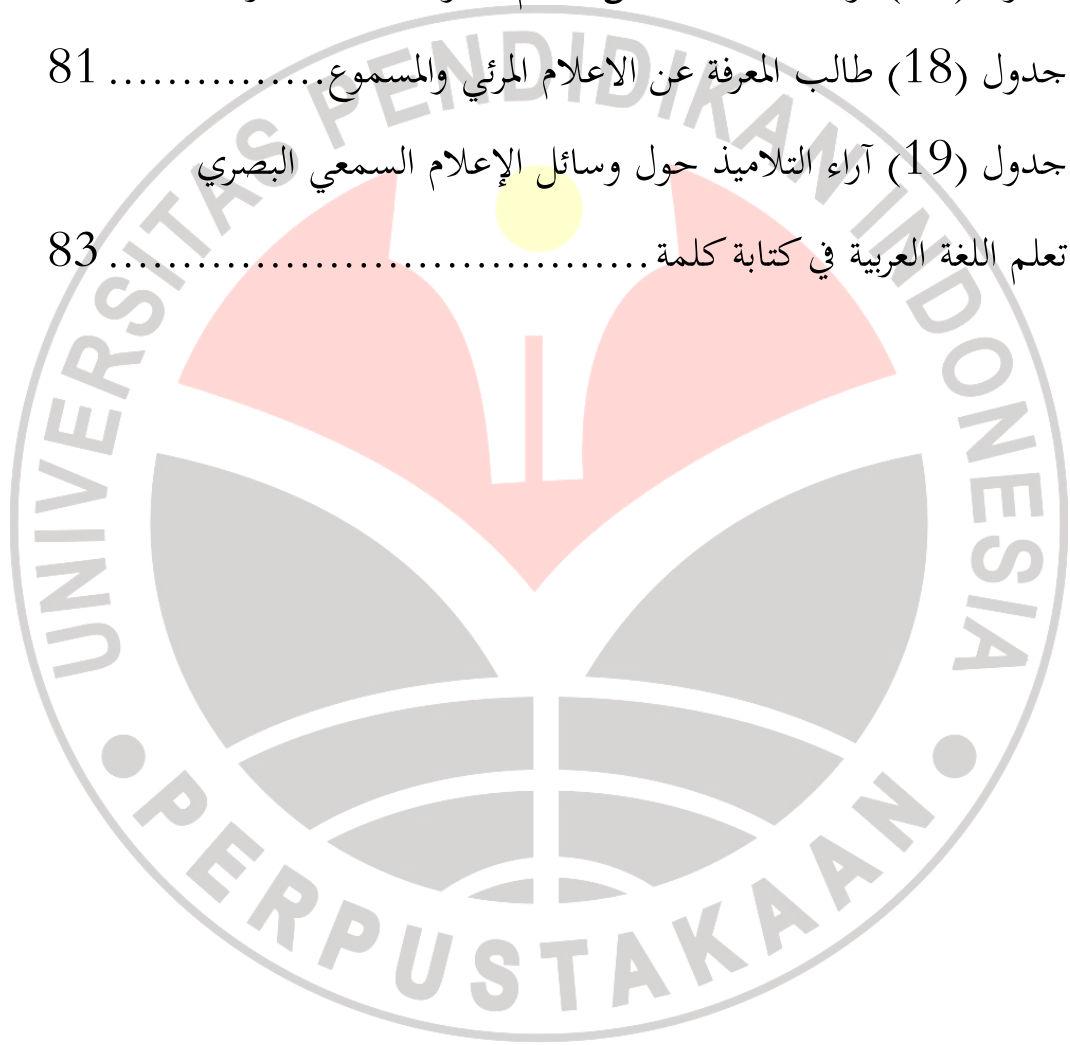 جدول (18) طالب المعرفة عن الاعلام المرئي والمسموع............... 81
جدول (19) آراء التلاميذ حول وسائل الإعلام السمعي البصري
تعلم اللغة العربية في كتابة كلمة..................................... 83
UNIVERSITAS PENDIDIKAN INDONESIA
PERPUSTAKAAN